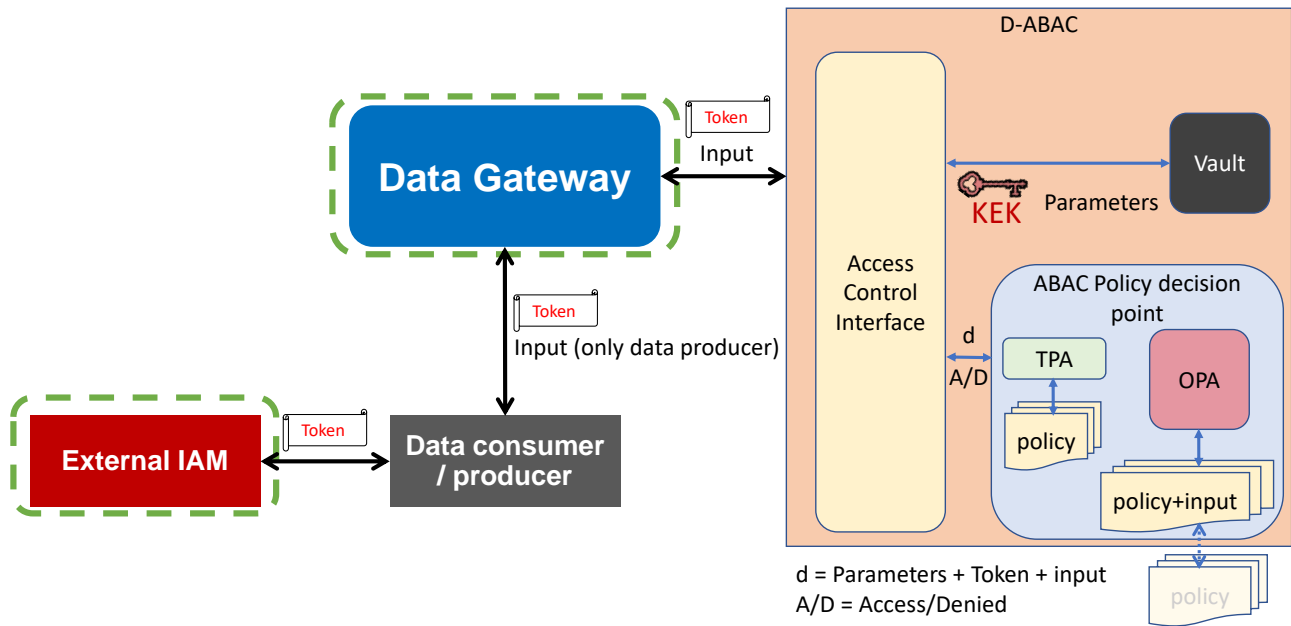 D-ABAC
Token
Input
Data Gateway
Vault
KEK
Parameters
Access
Control
Interface
ABAC Policy decision
point
Token
Input (only data producer)
d
A/D
TPA
OPA
policy
policy+input
External IAM
Token
Data consumer
/ producer
d = Parameters + Token + input
A/D = Access/Denied
policy